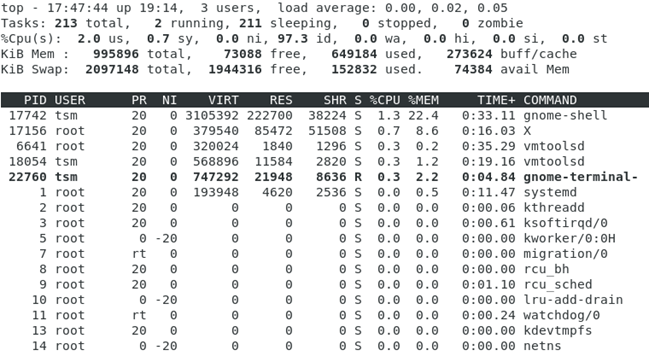 top - 17:47:44 up 19:14,  3 users,  load average: 0.00, 0.02, 0.05
Tasks: 213 total,   2 running, 211 sleeping,   0 stopped,   0 zombie
%Cpu(s):  2.0 us,  0.7 sy,  0.0 ni, 97.3 id,  0.0 wa,  0.0 hi,  0.0 si,  0.0 st
KiB Mem :   995896 total,    73088 free,   649184 used.   273624 buff/cache
KiB Swap:  2097148 total,  1944316 free,   152832 used.    74384 avail Mem
PID USER      PR  NI    VIRT    RES    SHR S %CPU %MEM     TIME+ COMMAND
17742 tsm       20   0 3105392 222700  38224 S  1.3 22.4   0:33.11 gnome-shell
17156 root      20   0  379540  85472  51508 S  0.7  8.6   0:16.03 X
6641 root      20   0  320024   1840   1296 S  0.3  0.2   0:35.29 vmtoolsd
18054 tsm       20   0  568896  11584   2820 S  0.3  1.2   0:19.16 vmtoolsd
22760 tsm       20   0  747292  21948   8636 R  0.3  2.2   0:04.84 gnome-terminal-
1 root      20   0  193948   4620   2536 S  0.0  0.5   0:11.47 systemd
2 root      20   0       0      0      0 S  0.0  0.0   0:00.06 kthreadd
3 root      20   0       0      0      0 S  0.0  0.0   0:00.61 ksoftirqd/0
5 root       0 -20       0      0      0 S  0.0  0.0   0:00.00 kworker/0:0H
7 root      rt   0       0      0      0 S  0.0  0.0   0:00.00 migration/0
8 root      20   0       0      0      0 S  0.0  0.0   0:00.00 rcu_bh
9 root      20   0       0      0      0 S  0.0  0.0   0:01.10 rcu_sched
10 root       0 -20       0      0      0 S  0.0  0.0   0:00.00 lru-add-drain
11 root      rt   0       0      0      0 S  0.0  0.0   0:00.24 watchdog/0
13 root      20   0       0      0      0 S  0.0  0.0   0:00.00 kdevtmpfs
14 root       0 -20       0      0      0 S  0.0  0.0   0:00.00 netns